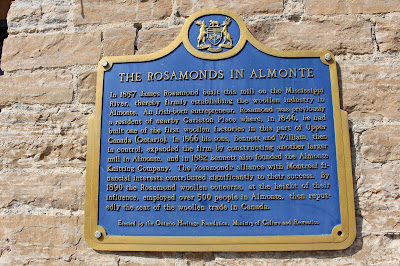 THE ROSAMONDS IN ALMONTE
In 1857 James Rosamond built this mill on the Mississippi
River, thereby firmly establishing the woollen industry in
Almonte. An Irish-born entrepreneur, Rosamond was previously
a resident of nearby Carleton Place where, in 1846, he had
built one of the first woollen factories in this part of Upper
Canada (Ontario). In 1866 his sons, Bennett and William, then
in control, expanded the firm by constructing another larger
mill in Almonte, and in 1882 Bennett also founded the Almonte
Knitting Company. The Rosamonds' alliance with Montreal fi-
nancial interests contributed significantly to their success. By
1890 the Rosamond woollen concerns, at the height of their
influence, employed over 500 people in Almonte, then reput-
edly the seat of the woollen trade in Canada.
Erected by the Ontario Heritage Foundation, Ministry of Culture and Recreation